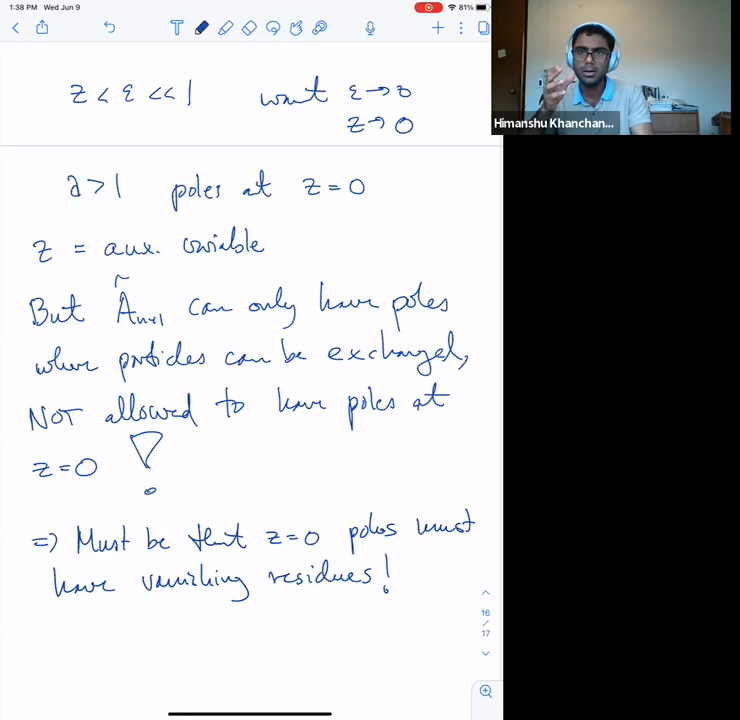 1:38 PM Wed Jun 9
81%
z < ε << 1 want ε → 0
z → 0
Himanshu Khanchan...
a > 1 poles at z = 0
z = aux. variable
But Ã_{n+1} can only have poles
where particles can be exchanged,
NOT allowed to have poles at
z = 0 !
=> Must be that z = 0 poles must
have vanishing residues!
16
/
17